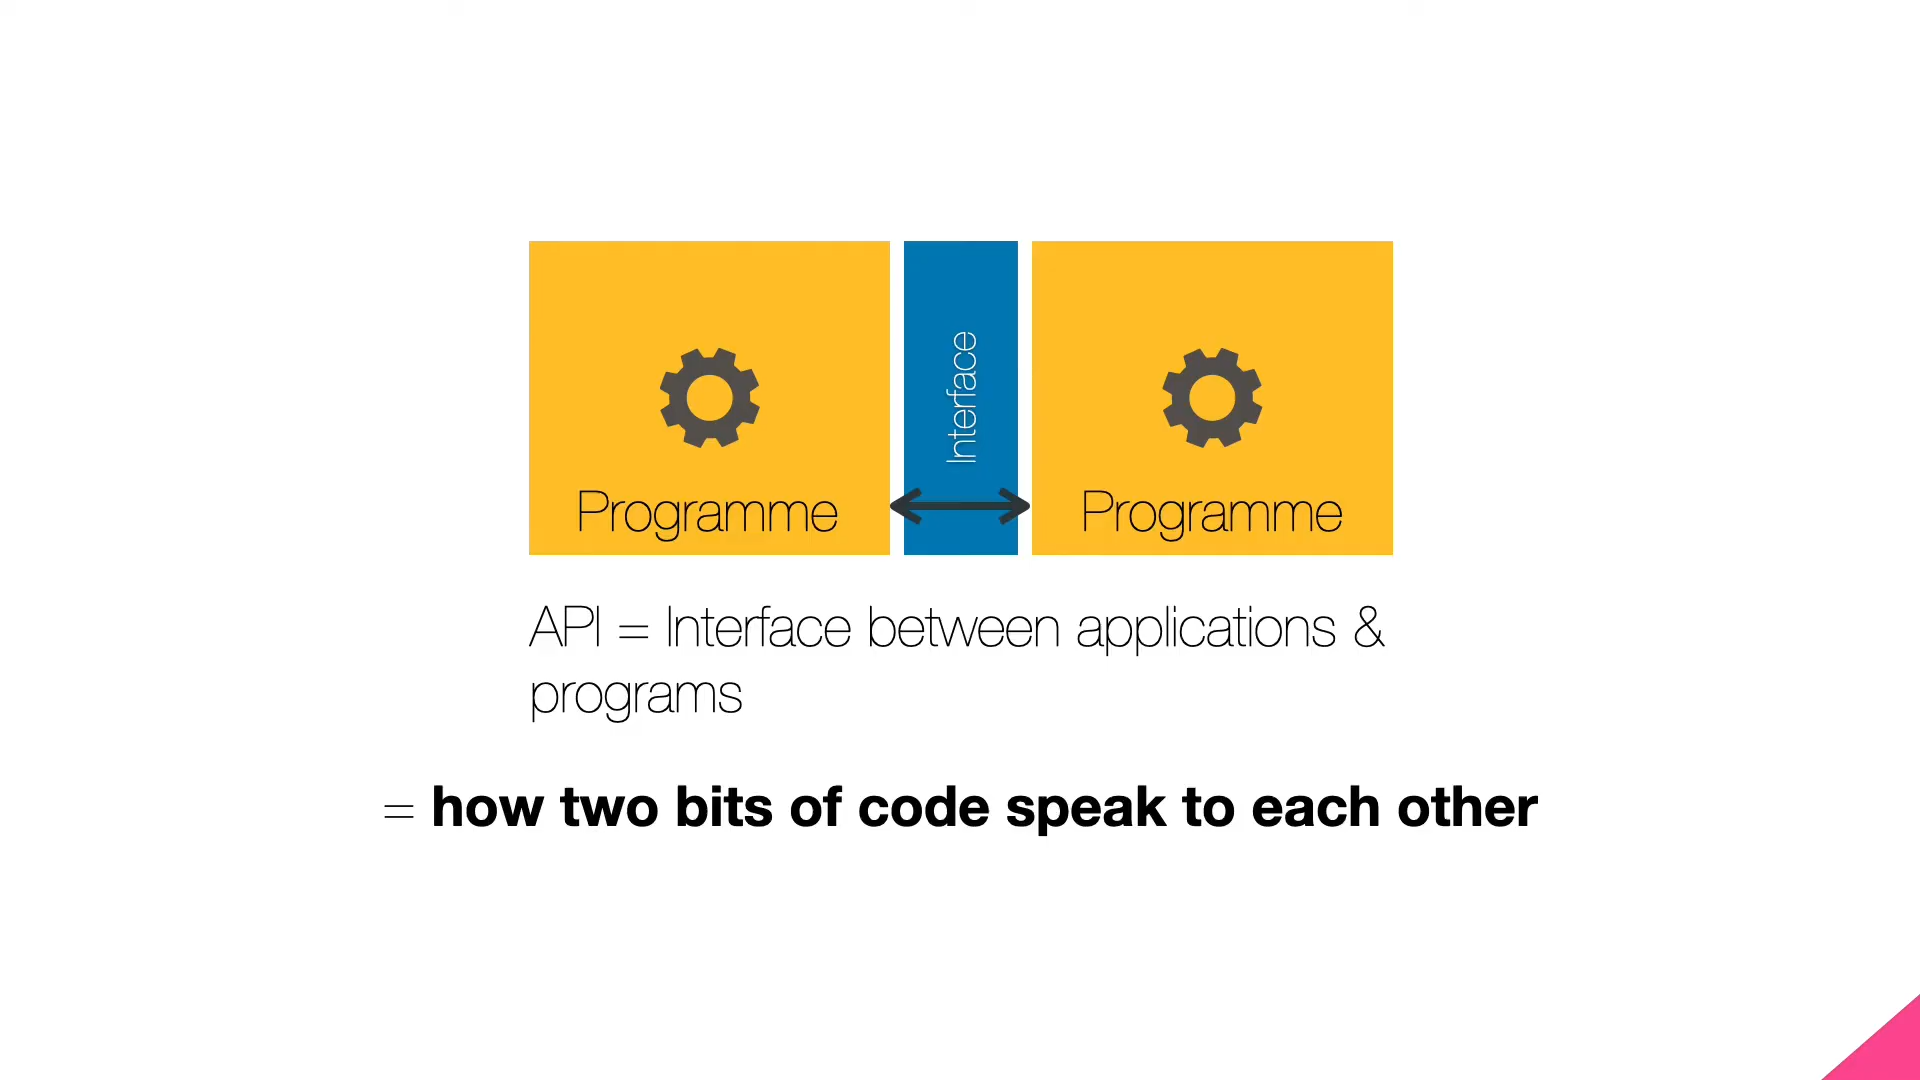 Interface
Programme
Programme
API = Interface between applications &
programs
= how two bits of code speak to each other